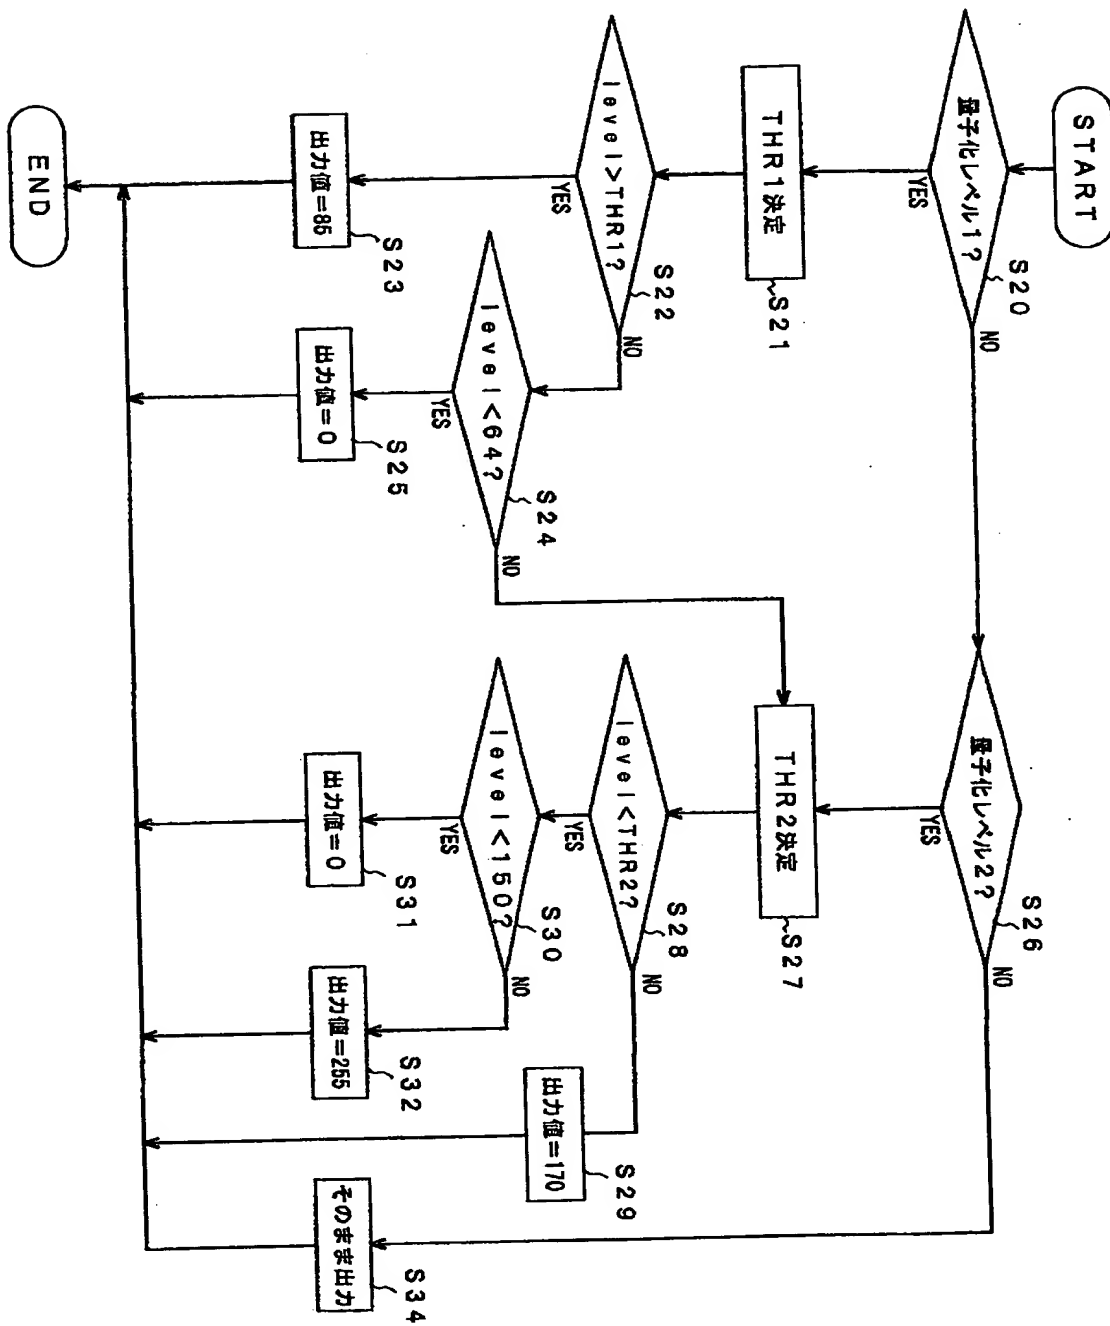 START
量子化レベル1?
S20
YES
NO
THR1決定
S21
level>THR1?
S22
YES
NO
出力値=85
S23
level<64?
S24
YES
NO
出力値=0
S25
量子化レベル2?
S26
YES
NO
THR2決定
S27
level<THR2?
S28
YES
NO
出力値=170
S29
level<150?
S30
YES
NO
出力値=0
S31
出力値=255
S32
そのまま出力
S34
END